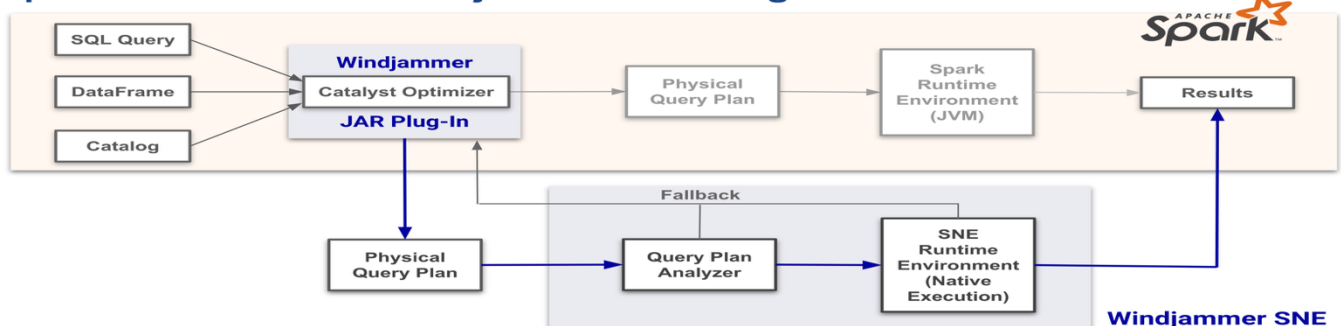 APACHE
Spark
SQL Query
DataFrame
Catalog
Windjammer
Catalyst Optimizer
JAR Plug-In
Physical
Query Plan
Spark
Runtime
Environment
(JVM)
Results
Fallback
Physical
Query Plan
Query Plan
Analyzer
SNE
Runtime
Environment
(Native
Execution)
Windjammer SNE